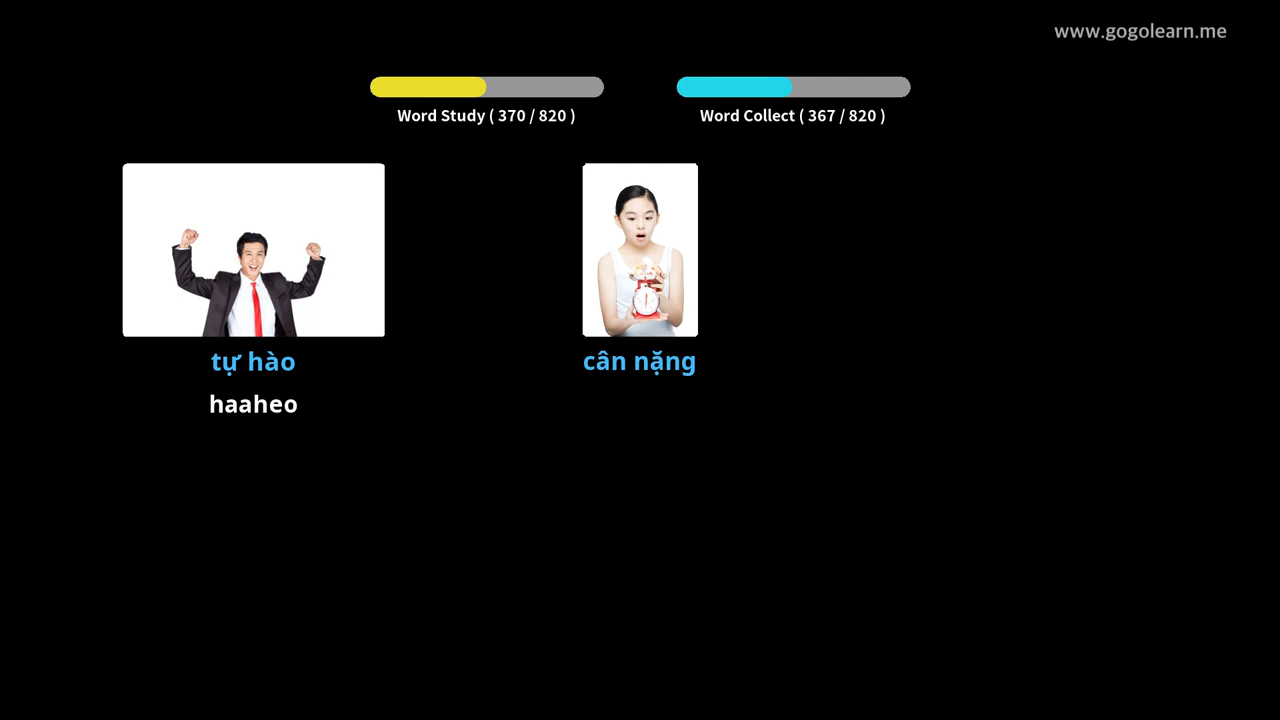 www.gogolearn.me
Word Study ( 370 / 820 )
Word Collect ( 367 / 820 )
tự hào
cân nặng
haaheo